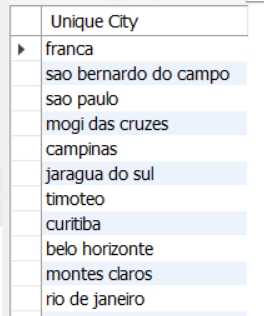 Unique City
franca
sao bernardo do campo
sao paulo
mogi das cruzes
campinas
jaragua do sul
timoteo
curitiba
belo horizonte
montes claros
rio de janeiro